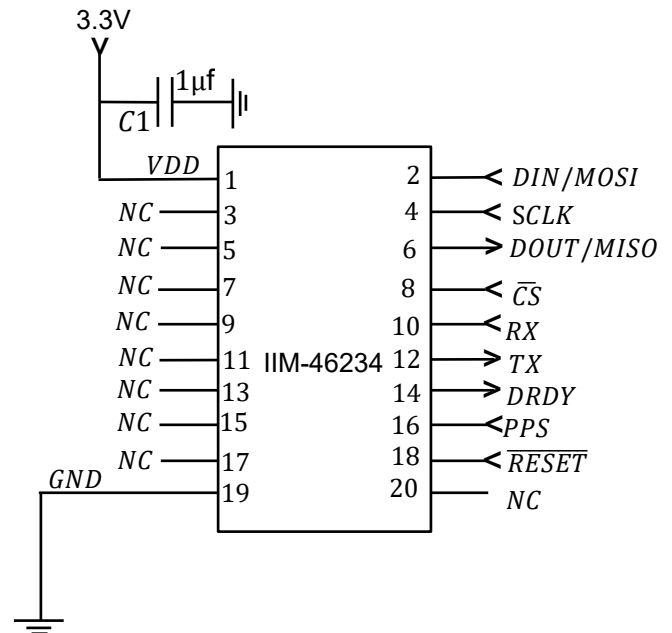 3.3V
1μf
C1
VDD 1 2 DIN/MOSI
NC 3 4 SCLK
NC 5 6 DOUT/MISO
NC 7 8 C̅S̅
NC 9 10 RX
NC 11 IIM-46234 12 TX
NC 13 14 DRDY
NC 15 16 PPS
NC 17 18 R̅E̅S̅E̅T̅
GND 19 20 NC